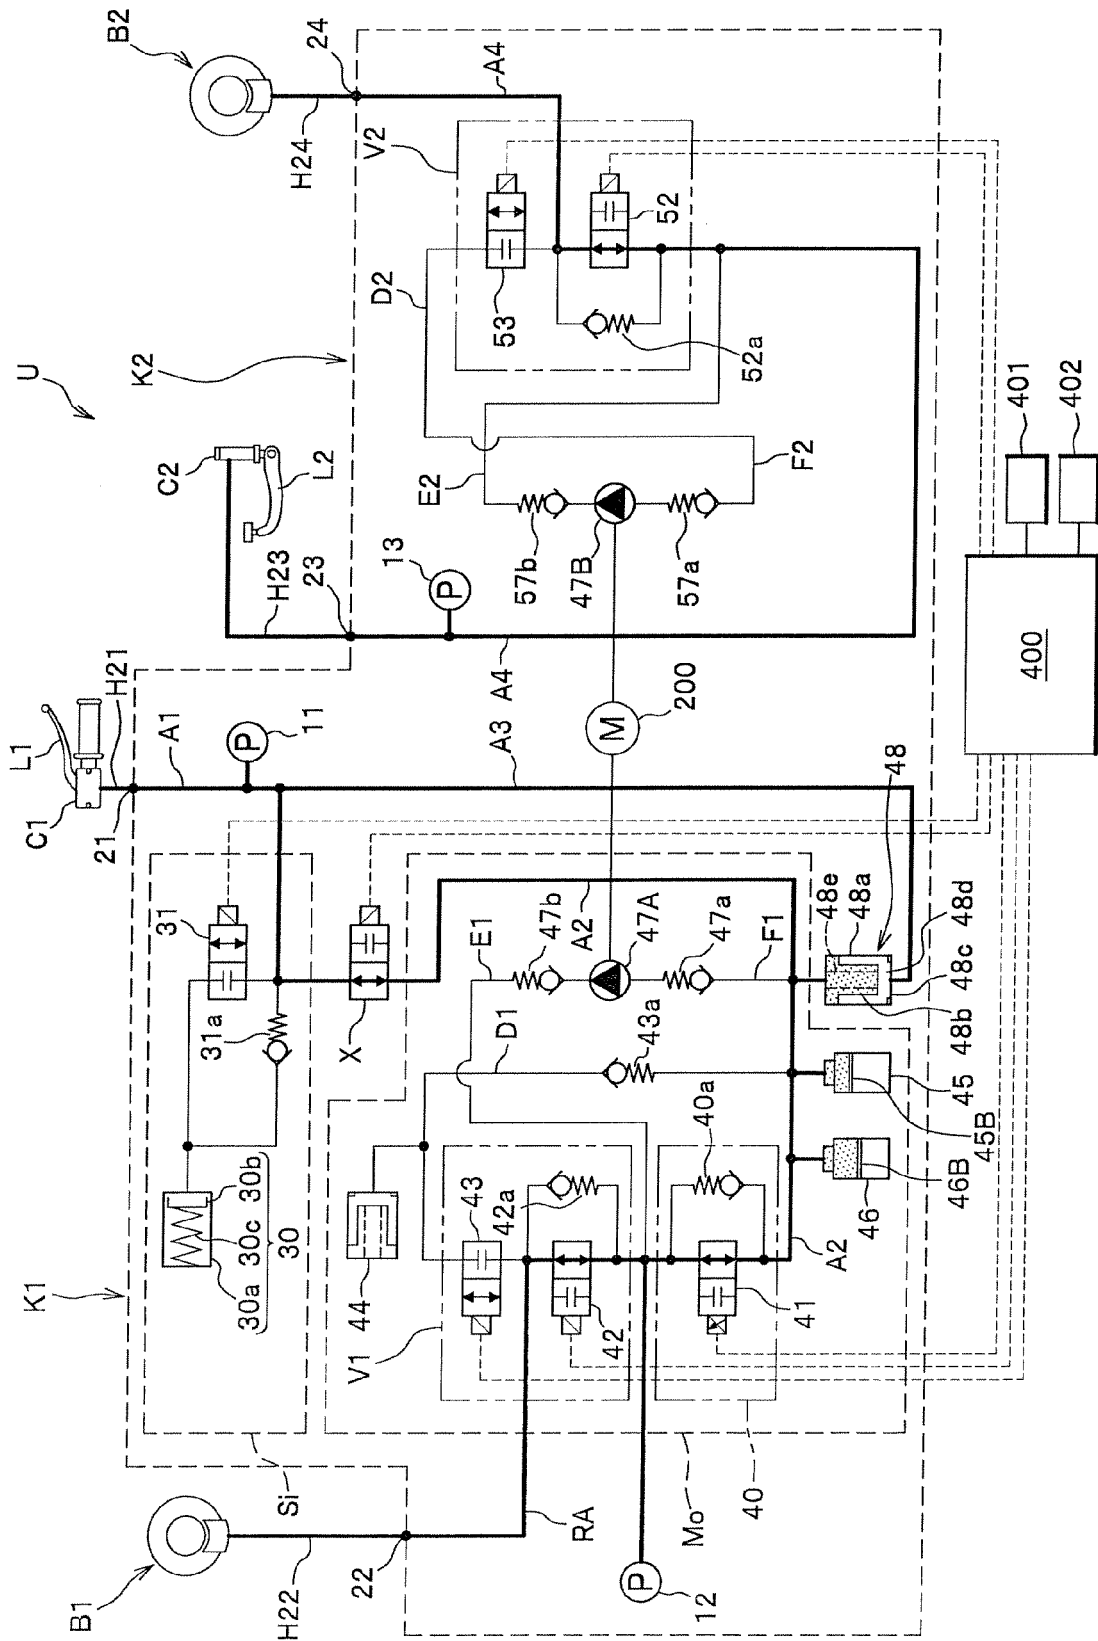 B2
24
A4
H24
V2
52
53
D2
52a
K2
U
C2
L2
E2
F2
401
402
57b
47B
57a
13
P
H23
23
400
A4
200
M
A3
H21
L1
A1
11
P
C1
21
48
31
48e
48a
47b
A2
47A
47a
E1
F1
48d
48c
48b
31a
X
D1
43a
45
40a
45B
46B
46
30b
30c
30a
30
43
42a
44
A2
K1
42
41
V1
40
Si
Mo
RA
22
H22
P
12
B1